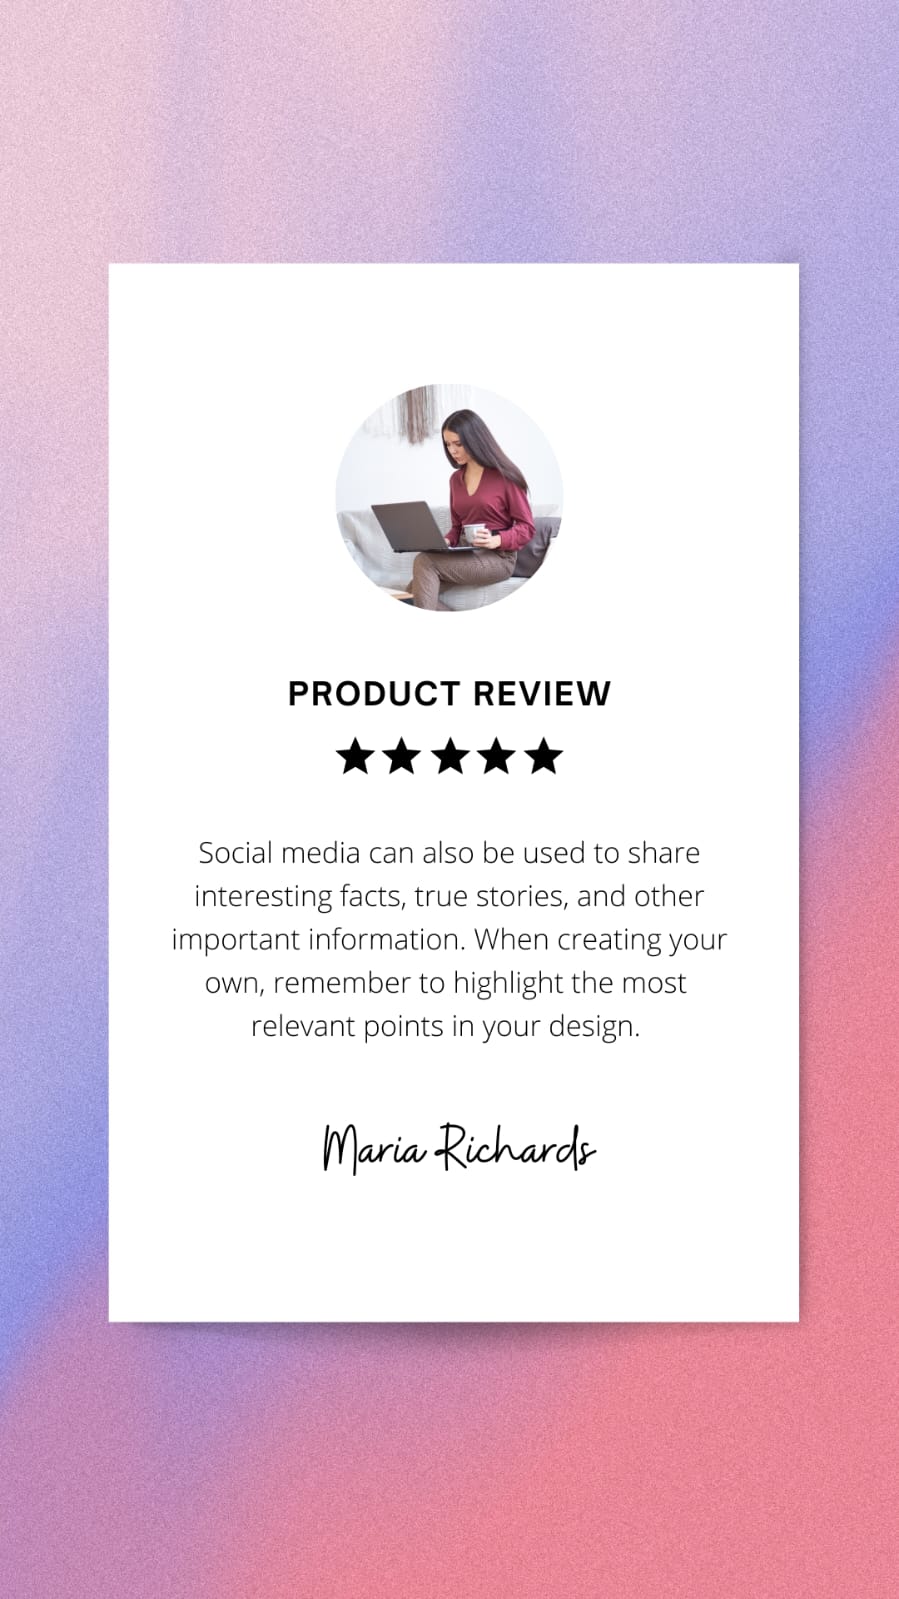 PRODUCT REVIEW
Social media can also be used to share
interesting facts, true stories, and other
important information. When creating your
own, remember to highlight the most
relevant points in your design.
Maria Richards